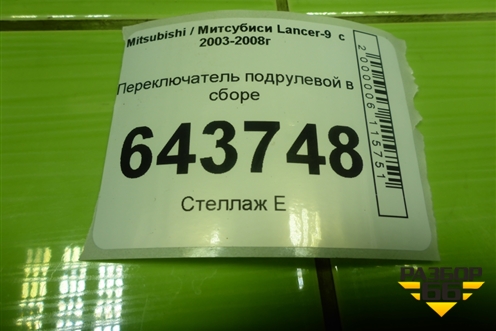 Mitsubishi / Митсубиси Lancer-9 с
2003-2008г
Переключатель подрулевой в
сборе
643748
Стеллаж Е
2000006115751
РАЗБОР
66